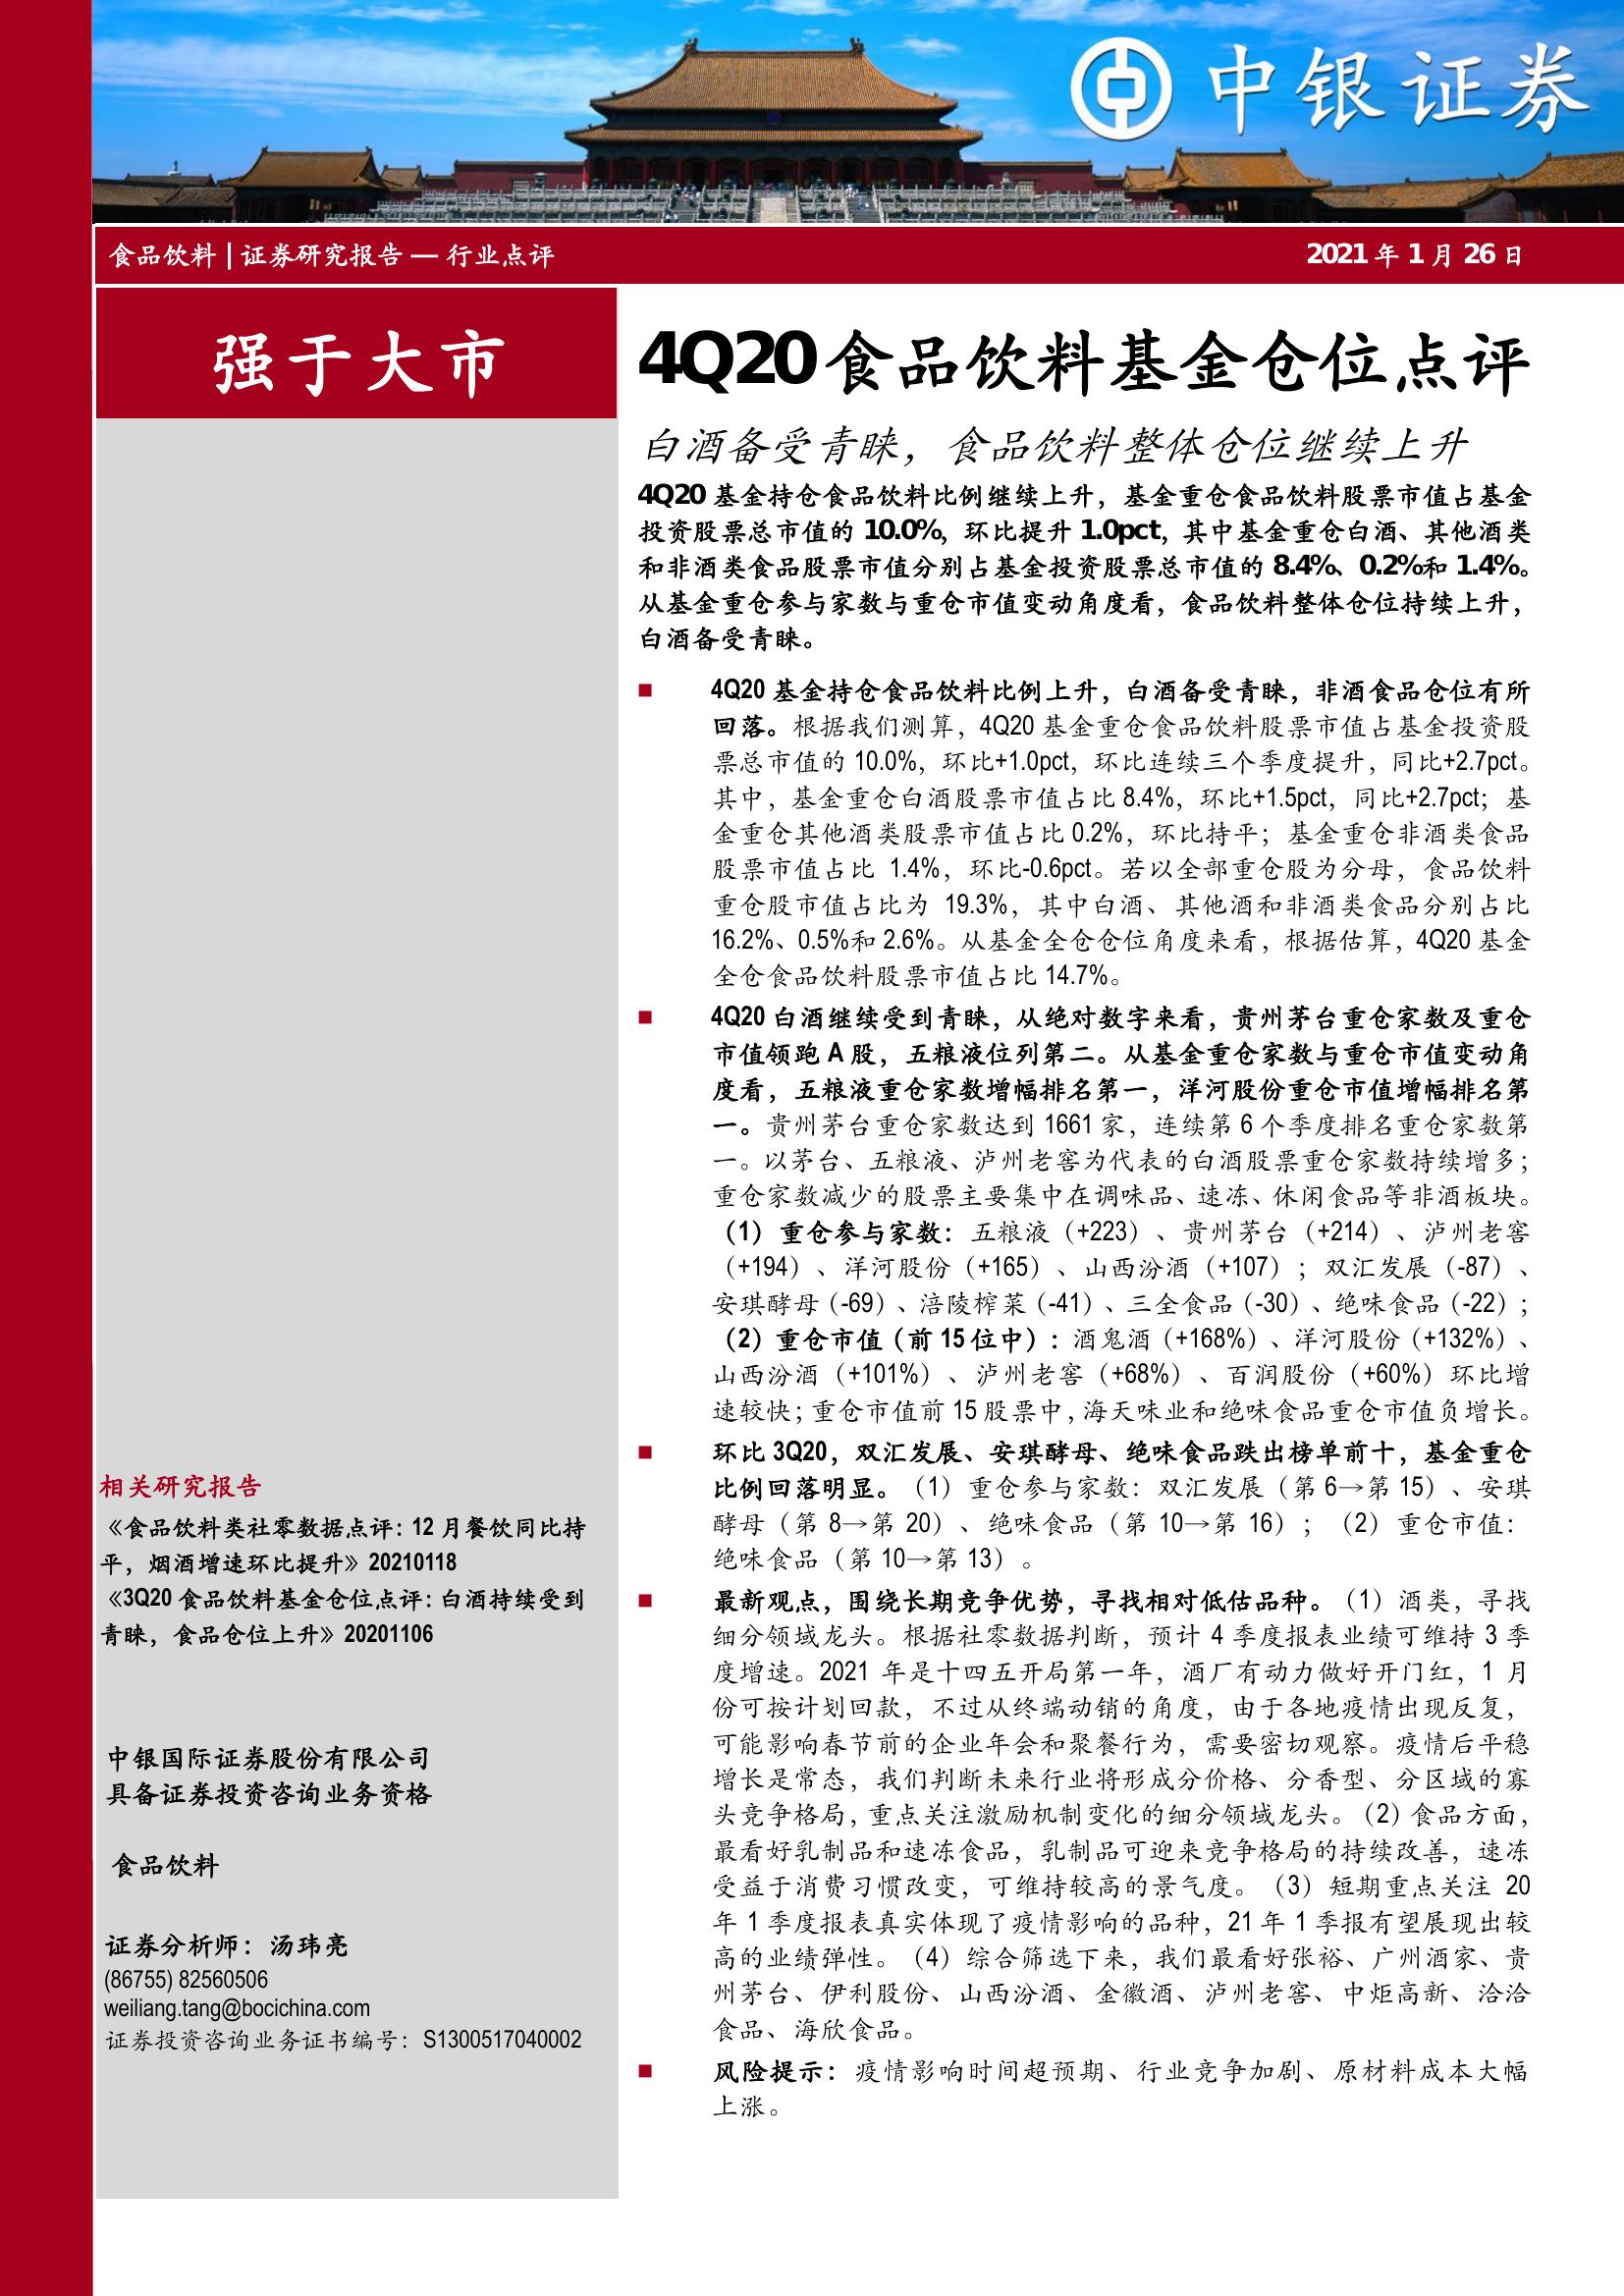 中银证券
食品饮料 | 证券研究报告 — 行业点评
2021 年 1 月 26 日
强于大市
4Q20 食品饮料基金仓位点评
白酒备受青睐，食品饮料整体仓位继续上升
4Q20 基金持仓食品饮料比例继续上升，基金重仓食品饮料股票市值占基金
投资股票总市值的 10.0%，环比提升 1.0pct，其中基金重仓白酒、其他酒类
和非酒类食品股票市值分别占基金投资股票总市值的 8.4%、0.2%和 1.4%。
从基金重仓参与家数与重仓市值变动角度看，食品饮料整体仓位持续上升，
白酒备受青睐。
■ 4Q20 基金持仓食品饮料比例上升，白酒备受青睐，非酒食品仓位有所
回落。根据我们测算，4Q20 基金重仓食品饮料股票市值占基金投资股
票总市值的 10.0%，环比+1.0pct，环比连续三个季度提升，同比+2.7pct。
其中，基金重仓白酒股票市值占比 8.4%，环比+1.5pct，同比+2.7pct；基
金重仓其他酒类股票市值占比 0.2%，环比持平；基金重仓非酒类食品
股票市值占比 1.4%，环比-0.6pct。若以全部重仓股为分母，食品饮料
重仓股市值占比为 19.3%，其中白酒、其他酒和非酒类食品分别占比
16.2%、0.5%和 2.6%。从基金全仓仓位角度来看，根据估算，4Q20 基金
全仓食品饮料股票市值占比 14.7%。
■ 4Q20 白酒继续受到青睐，从绝对数字来看，贵州茅台重仓家数及重仓
市值领跑 A 股，五粮液位列第二。从基金重仓家数与重仓市值变动角
度看，五粮液重仓家数增幅排名第一，洋河股份重仓市值增幅排名第
一。贵州茅台重仓家数达到 1661 家，连续第 6 个季度排名重仓家数第
一。以茅台、五粮液、泸州老窖为代表的白酒股票重仓家数持续增多；
重仓家数减少的股票主要集中在调味品、速冻、休闲食品等非酒板块。
（1）重仓参与家数：五粮液（+223）、贵州茅台（+214）、泸州老窖
（+194）、洋河股份（+165）、山西汾酒（+107）；双汇发展（-87）、
安琪酵母（-69）、涪陵榨菜（-41）、三全食品（-30）、绝味食品（-22）；
（2）重仓市值（前 15 位中）：酒鬼酒（+168%）、洋河股份（+132%）、
山西汾酒（+101%）、泸州老窖（+68%）、百润股份（+60%）环比增
速较快；重仓市值前 15 股票中，海天味业和绝味食品重仓市值负增长。
■ 环比 3Q20，双汇发展、安琪酵母、绝味食品跌出榜单前十，基金重仓
比例回落明显。（1）重仓参与家数：双汇发展（第 6→第 15）、安琪
酵母（第 8→第 20）、绝味食品（第 10→第 16）；（2）重仓市值：
绝味食品（第 10→第 13）。
■ 最新观点，围绕长期竞争优势，寻找相对低估品种。（1）酒类，寻找
细分领域龙头。根据社零数据判断，预计 4 季度报表业绩可维持 3 季
度增速。2021 年是十四五开局第一年，酒厂有动力做好开门红，1 月
份可按计划回款，不过从终端动销的角度，由于各地疫情出现反复，
可能影响春节前的企业年会和聚餐行为，需要密切观察。疫情后平稳
增长是常态，我们判断未来行业将形成分价格、分香型、分区域的寡
头竞争格局，重点关注激励机制变化的细分领域龙头。（2）食品方面，
最看好乳制品和速冻食品，乳制品可迎来竞争格局的持续改善，速冻
受益于消费习惯改变，可维持较高的景气度。（3）短期重点关注 20
年 1 季度报表真实体现了疫情影响的品种，21 年 1 季报有望展现出较
高的业绩弹性。（4）综合筛选下来，我们最看好张裕、广州酒家、贵
州茅台、伊利股份、山西汾酒、金徽酒、泸州老窖、中炬高新、洽洽
食品、海欣食品。
■ 风险提示：疫情影响时间超预期、行业竞争加剧、原材料成本大幅
上涨。
相关研究报告
《食品饮料类社零数据点评：12 月餐饮同比持
平，烟酒增速环比提升》20210118
《3Q20 食品饮料基金仓位点评：白酒持续受到
青睐，食品仓位上升》20201106
中银国际证券股份有限公司
具备证券投资咨询业务资格
食品饮料
证券分析师：汤玮亮
(86755) 82560506
weiliang.tang@bocichina.com
证券投资咨询业务证书编号：S1300517040002